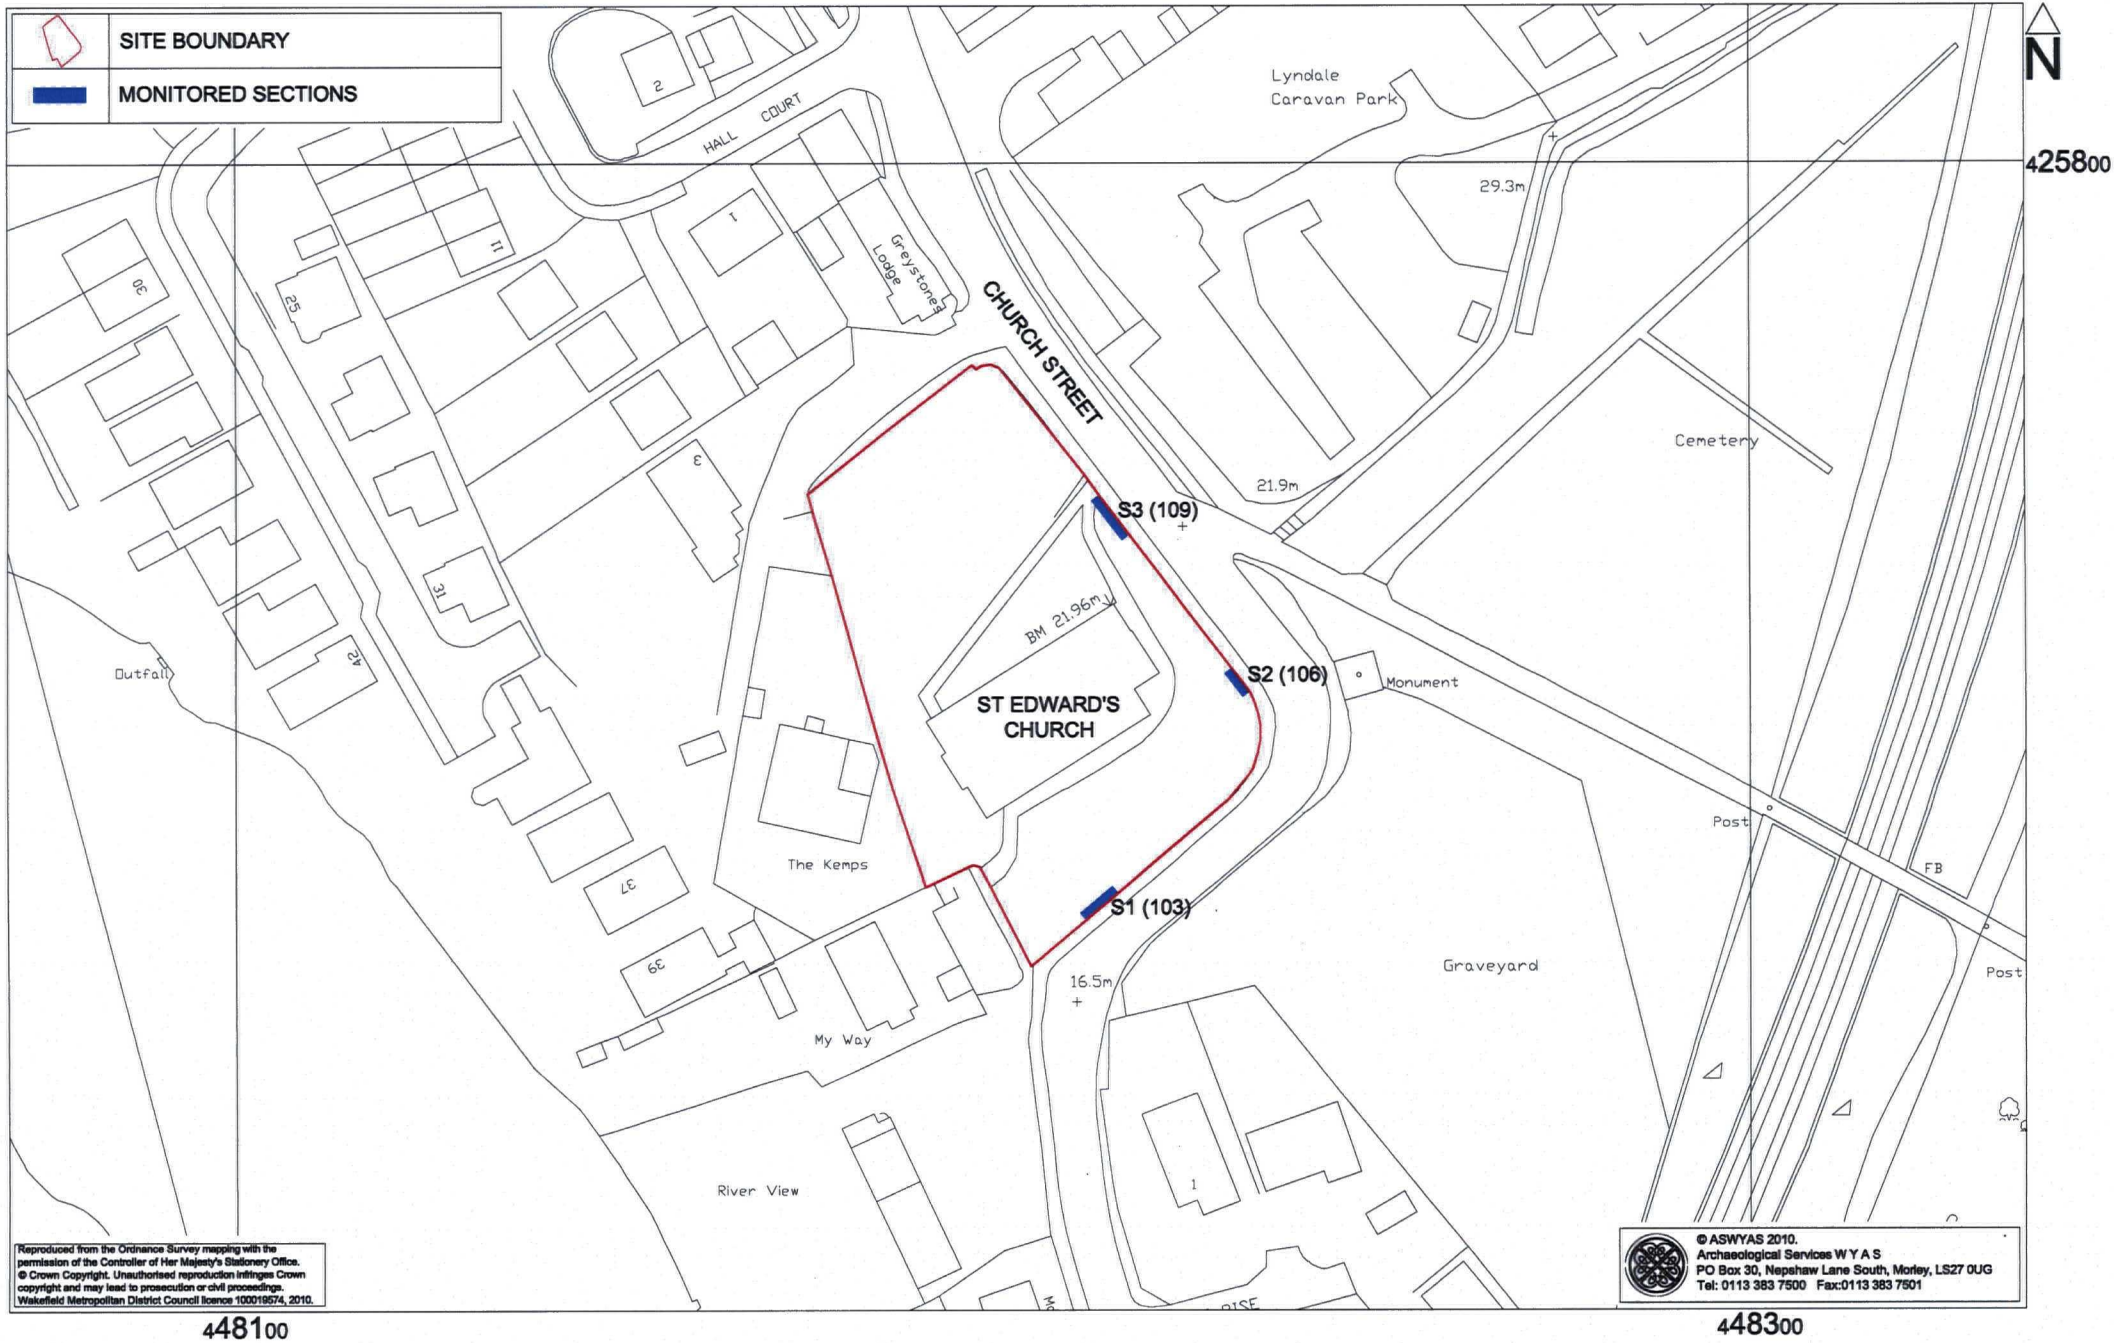 SITE BOUNDARY
MONITORED SECTIONS
N
2
HALL COURT
Lyndale
Caravan Park
425800
29.3m
1
11
Greystones
Lodge
30
25
CHURCH STREET
Cemetery
3
21.9m
S3 (109)
31
BM 21.96m
42
Outfall
S2 (106)
Monument
ST EDWARD'S
CHURCH
Post
The Kemps
FB
37
S1 (103)
39
Graveyard
Post
16.5m
My Way
River View
1
RISE
Reproduced from the Ordnance Survey mapping with the
permission of the Controller of Her Majesty's Stationery Office.
© Crown Copyright. Unauthorised reproduction infringes Crown
copyright and may lead to prosecution or civil proceedings.
Wakefield Metropolitan District Council licence 100019574, 2010.
© ASWYAS 2010.
Archaeological Services W Y A S
PO Box 30, Nepshaw Lane South, Morley, LS27 0UG
Tel: 0113 383 7500 Fax:0113 383 7501
448100
448300